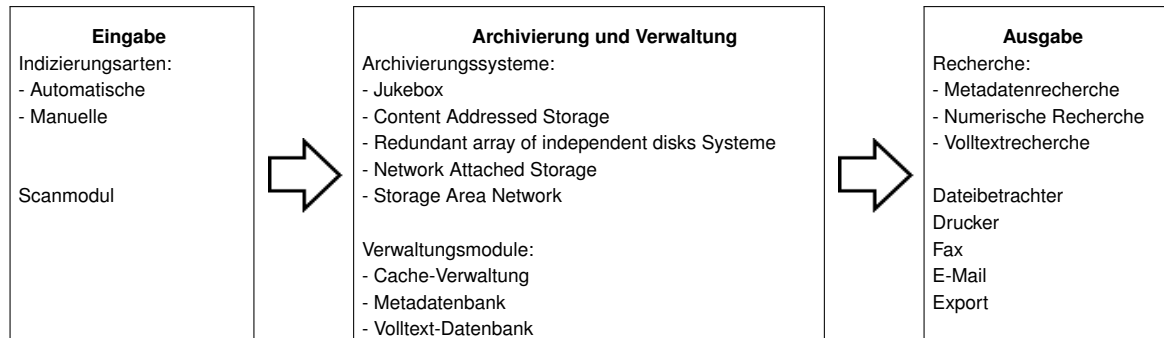 Eingabe
Indizierungsarten:
- Automatische
- Manuelle
Scanmodul
Archivierung und Verwaltung
Archivierungssysteme:
- Jukebox
- Content Addressed Storage
- Redundant array of independent disks Systeme
- Network Attached Storage
- Storage Area Network
Verwaltungsmodule:
- Cache-Verwaltung
- Metadatenbank
- Volltext-Datenbank
Ausgabe
Recherche:
- Metadatenrecherche
- Numerische Recherche
- Volltextrecherche
Dateibetrachter
Drucker
Fax
E-Mail
Export